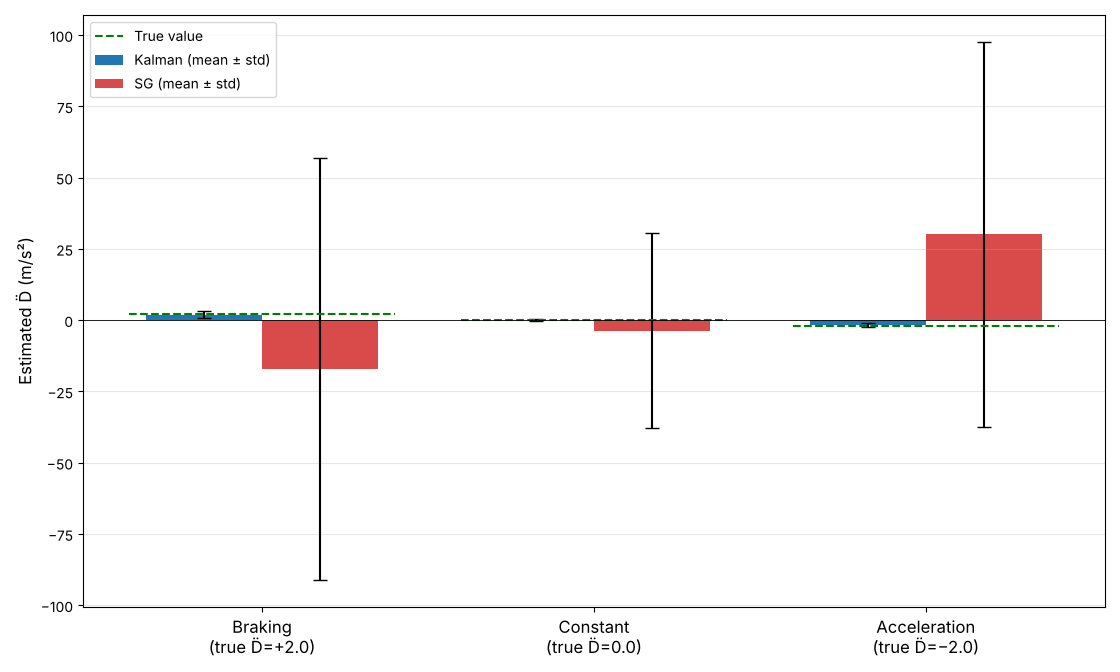 100
75
50
25
0
−25
−50
−75
−100
Estimated D̈ (m/s²)
True value
Kalman (mean ± std)
SG (mean ± std)
Braking
(true D̈=+2.0)
Constant
(true D̈=0.0)
Acceleration
(true D̈=−2.0)